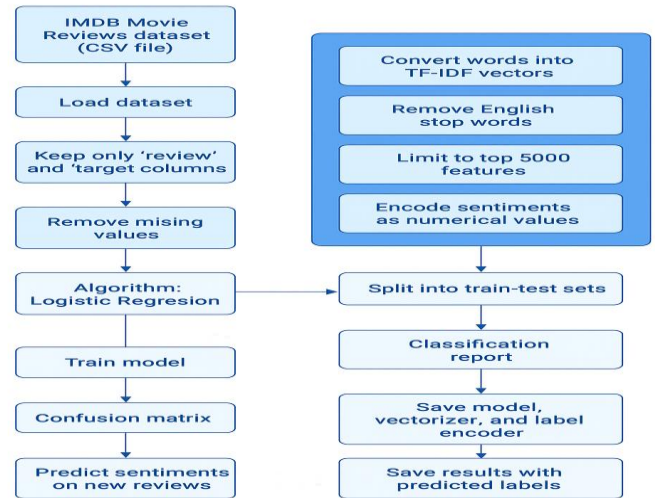 IMDB Movie
Reviews dataset
(CSV file)
Load dataset
Keep only ‘review’
and ‘target columns
Remove mising
values
Algorithm:
Logistic Regresion
Train model
Confusion matrix
Predict sentiments
on new reviews
Convert words into
TF-IDF vectors
Remove English
stop words
Limit to top 5000
features
Encode sentiments
as numerical values
Split into train-test sets
Classification
report
Save model,
vectorizer, and label
encoder
Save results with
predicted labels